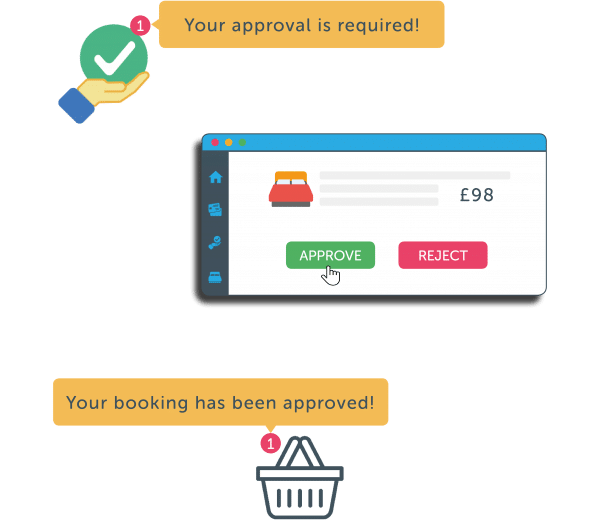 1
Your approval is required!
£98
APPROVE
REJECT
Your booking has been approved!
1